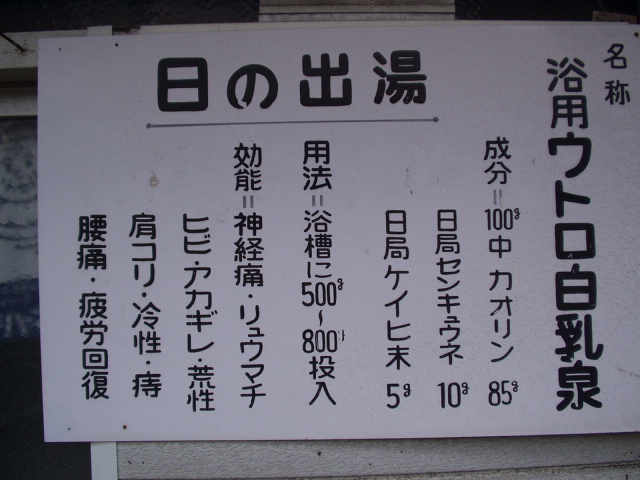 名称
浴用ウトロ白乳泉
日の出湯
成分＝100g中 カオリン 85g
日局センキュウネ 10g
日局ケイヒ末 5g
用法＝浴槽に500g〜800g投入
効能＝神経痛・リュウマチ
ヒビ・アカギレ・荒性
肩コリ・冷性・痔
腰痛・疲労回復